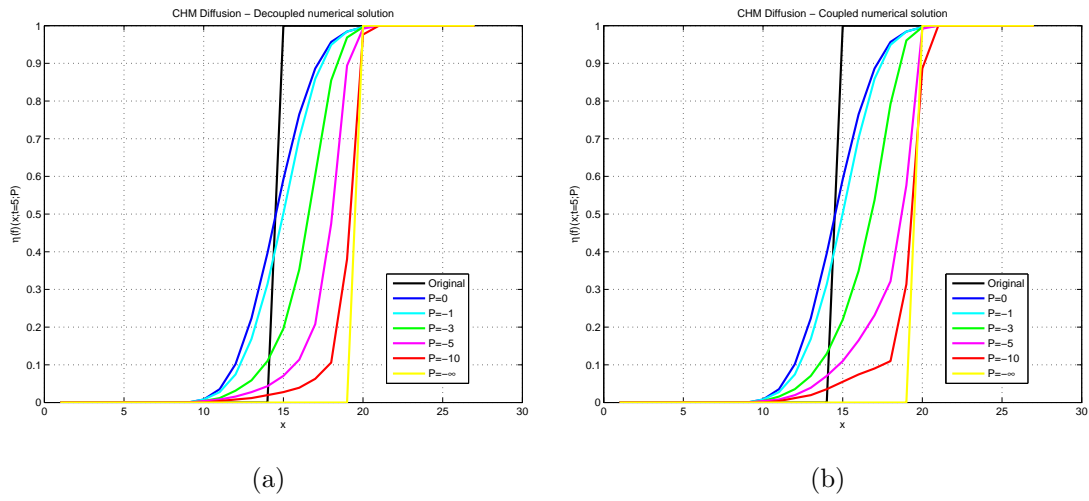 CHM Diffusion − Decoupled numerical solution
1
0.9
0.8
0.7
0.6
0.5
0.4
0.3
0.2
0.1
0
η(f)(x;t=5;P)
0 5 10 15 20 25 30
x
Original
P=0
P=−1
P=−3
P=−5
P=−10
P=−∞
(a)
CHM Diffusion − Coupled numerical solution
1
0.9
0.8
0.7
0.6
0.5
0.4
0.3
0.2
0.1
0
η(f)(x;t=5;P)
0 5 10 15 20 25 30
x
Original
P=0
P=−1
P=−3
P=−5
P=−10
P=−∞
(b)